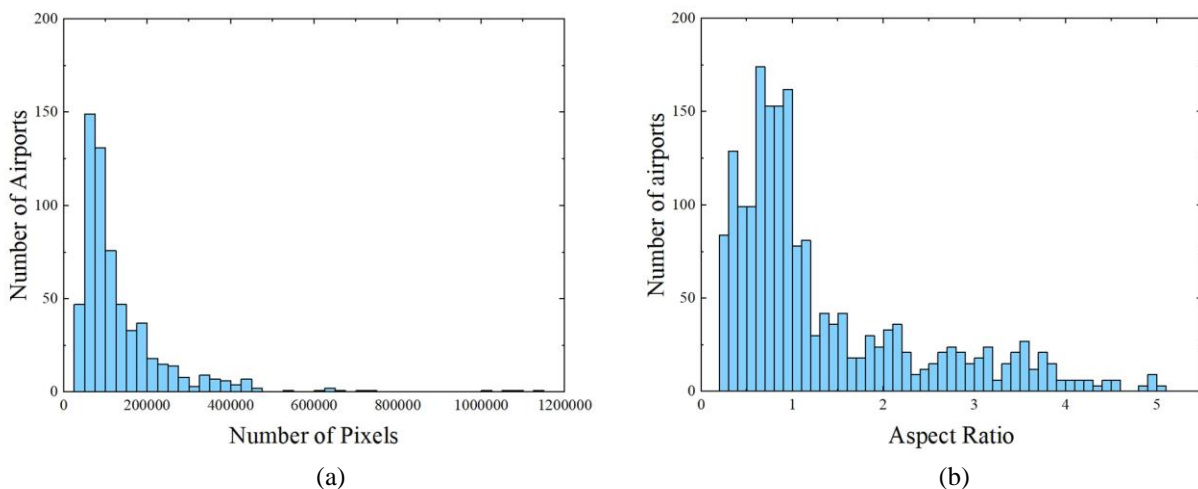 200
150
100
50
0
Number of Airports
0 200000 400000 600000 800000 1000000 1200000
Number of Pixels
(a)
200
150
100
50
0
Number of airports
0 1 2 3 4 5
Aspect Ratio
(b)